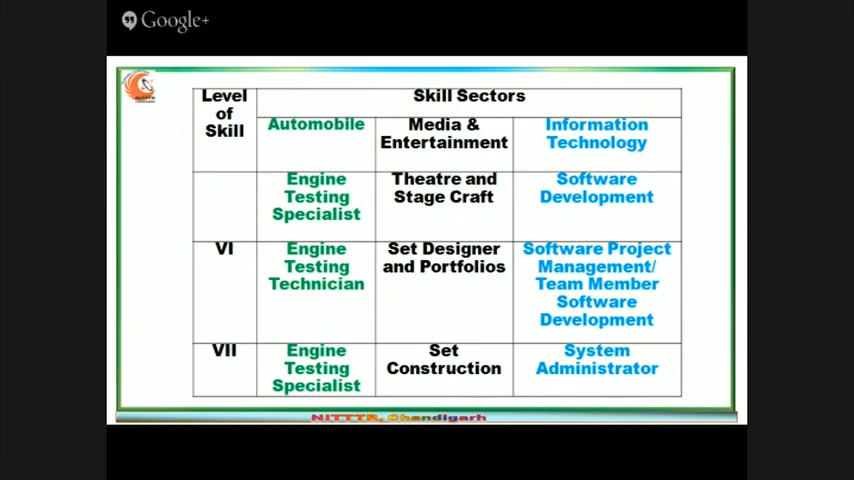 Google+
Level of Skill
Skill Sectors
Automobile
Media & Entertainment
Information Technology
Engine Testing Specialist
Theatre and Stage Craft
Software Development
VI
Engine Testing Technician
Set Designer and Portfolios
Software Project Management/ Team Member Software Development
VII
Engine Testing Specialist
Set Construction
System Administrator
NITTTR, Chandigarh